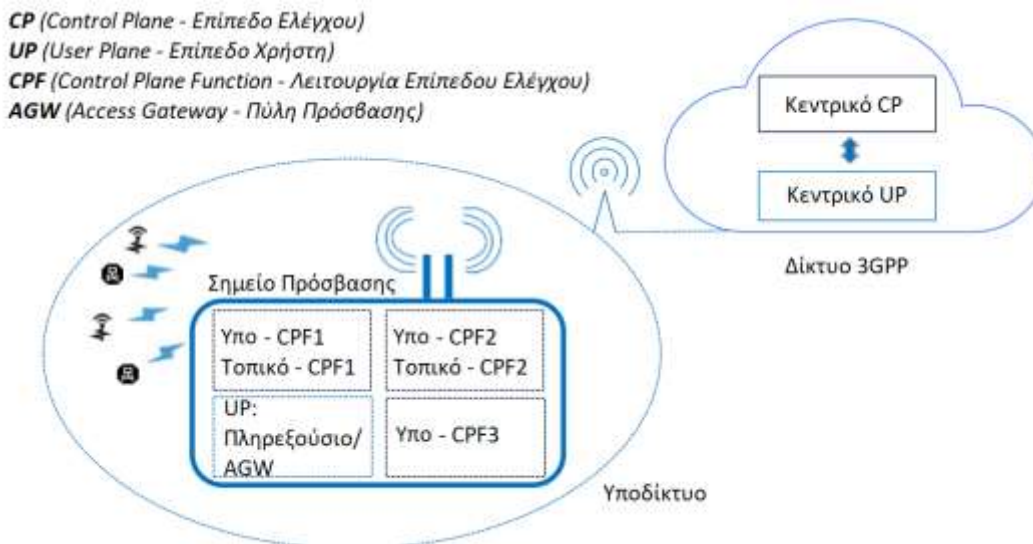 CP (Control Plane - Επίπεδο Ελέγχου)
UP (User Plane - Επίπεδο Χρήστη)
CPF (Control Plane Function - Λειτουργία Επίπεδου Ελέγχου)
AGW (Access Gateway - Πύλη Πρόσβασης)
Κεντρικό CP
Κεντρικό UP
Δίκτυο 3GPP
Σημείο Πρόσβασης
Υπο - CPF1
Τοπικό - CPF1
Υπο - CPF2
Τοπικό - CPF2
UP:
Πληρεξούσιο/
AGW
Υπο - CPF3
Υποδίκτυο